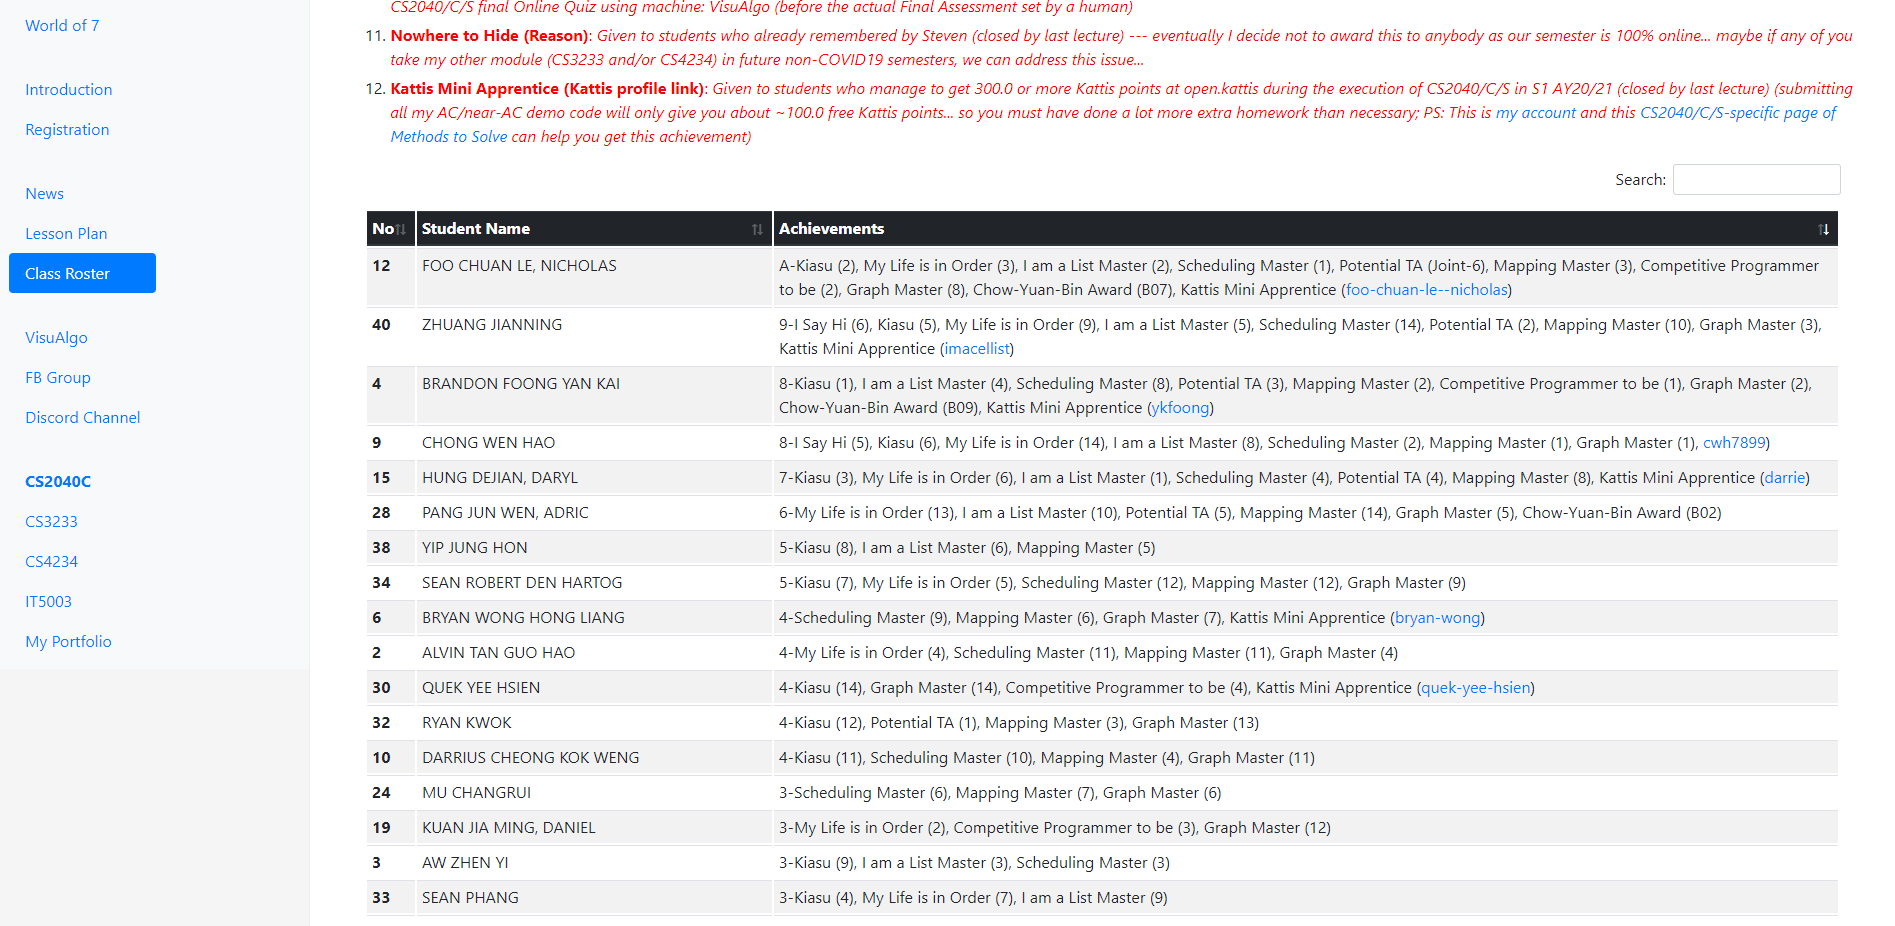 World of 7
Introduction
Registration
News
Lesson Plan
Class Roster
VisuAlgo
FB Group
Discord Channel
CS2040C
CS3233
CS4234
IT5003
My Portfolio
CS2040/C/S final Online Quiz using machine: VisuAlgo (before the actual Final Assessment set by a human)
11. Nowhere to Hide (Reason): Given to students who already remembered by Steven (closed by last lecture) --- eventually I decide not to award this to anybody as our semester is 100% online... maybe if any of you
take my other module (CS3233 and/or CS4234) in future non-COVID19 semesters, we can address this issue...
12. Kattis Mini Apprentice (Kattis profile link): Given to students who manage to get 300.0 or more Kattis points at open.kattis during the execution of CS2040/C/S in S1 AY20/21 (closed by last lecture) (submitting
all my AC/near-AC demo code will only give you about ~100.0 free Kattis points... so you must have done a lot more extra homework than necessary; PS: This is my account and this CS2040/C/S-specific page of
Methods to Solve can help you get this achievement)
Search:
No Student Name Achievements
12 FOO CHUAN LE, NICHOLAS A-Kiasu (2), My Life is in Order (3), I am a List Master (2), Scheduling Master (1), Potential TA (Joint-6), Mapping Master (3), Competitive Programmer
to be (2), Graph Master (8), Chow-Yuan-Bin Award (B07), Kattis Mini Apprentice (foo-chuan-le--nicholas)
40 ZHUANG JIANNING 9-I Say Hi (6), Kiasu (5), My Life is in Order (9), I am a List Master (5), Scheduling Master (14), Potential TA (2), Mapping Master (10), Graph Master (3),
Kattis Mini Apprentice (imacellist)
4 BRANDON FOONG YAN KAI 8-Kiasu (1), I am a List Master (4), Scheduling Master (8), Potential TA (3), Mapping Master (2), Competitive Programmer to be (1), Graph Master (2),
Chow-Yuan-Bin Award (B09), Kattis Mini Apprentice (ykfoong)
9 CHONG WEN HAO 8-I Say Hi (5), Kiasu (6), My Life is in Order (14), I am a List Master (8), Scheduling Master (2), Mapping Master (1), Graph Master (1), cwh7899)
15 HUNG DEJIAN, DARYL 7-Kiasu (3), My Life is in Order (6), I am a List Master (1), Scheduling Master (4), Potential TA (4), Mapping Master (8), Kattis Mini Apprentice (darrie)
28 PANG JUN WEN, ADRIC 6-My Life is in Order (13), I am a List Master (10), Potential TA (5), Mapping Master (14), Graph Master (5), Chow-Yuan-Bin Award (B02)
38 YIP JUNG HON 5-Kiasu (8), I am a List Master (6), Mapping Master (5)
34 SEAN ROBERT DEN HARTOG 5-Kiasu (7), My Life is in Order (5), Scheduling Master (12), Mapping Master (12), Graph Master (9)
6 BRYAN WONG HONG LIANG 4-Scheduling Master (9), Mapping Master (6), Graph Master (7), Kattis Mini Apprentice (bryan-wong)
2 ALVIN TAN GUO HAO 4-My Life is in Order (4), Scheduling Master (11), Mapping Master (11), Graph Master (4)
30 QUEK YEE HSIEN 4-Kiasu (14), Graph Master (14), Competitive Programmer to be (4), Kattis Mini Apprentice (quek-yee-hsien)
32 RYAN KWOK 4-Kiasu (12), Potential TA (1), Mapping Master (3), Graph Master (13)
10 DARRIUS CHEONG KOK WENG 4-Kiasu (11), Scheduling Master (10), Mapping Master (4), Graph Master (11)
24 MU CHANGRUI 3-Scheduling Master (6), Mapping Master (7), Graph Master (6)
19 KUAN JIA MING, DANIEL 3-My Life is in Order (2), Competitive Programmer to be (3), Graph Master (12)
3 AW ZHEN YI 3-Kiasu (9), I am a List Master (3), Scheduling Master (3)
33 SEAN PHANG 3-Kiasu (4), My Life is in Order (7), I am a List Master (9)